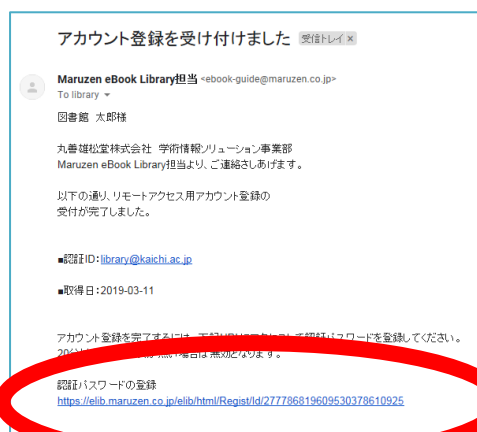 アカウント登録を受け付けました 受信トレイ ×
Maruzen eBook Library担当 <ebook-guide@maruzen.co.jp>
To library
図書館 太郎様
丸善雄松堂株式会社 学術情報ソリューション事業部
Maruzen eBook Library担当より、ご連絡さしあげます。
以下の通り、リモートアクセス用アカウント登録の
受付が完了しました。
■認証ID:library@kaichi.ac.jp
■取得日:2019-03-11
アカウント登録を完了するには、下記URLにアクセスして認証パスワードを登録してください。
場合は無効となります。
認証パスワードの登録
https://elib.maruzen.co.jp/elib/html/Regist/Id/277786819609530378610925